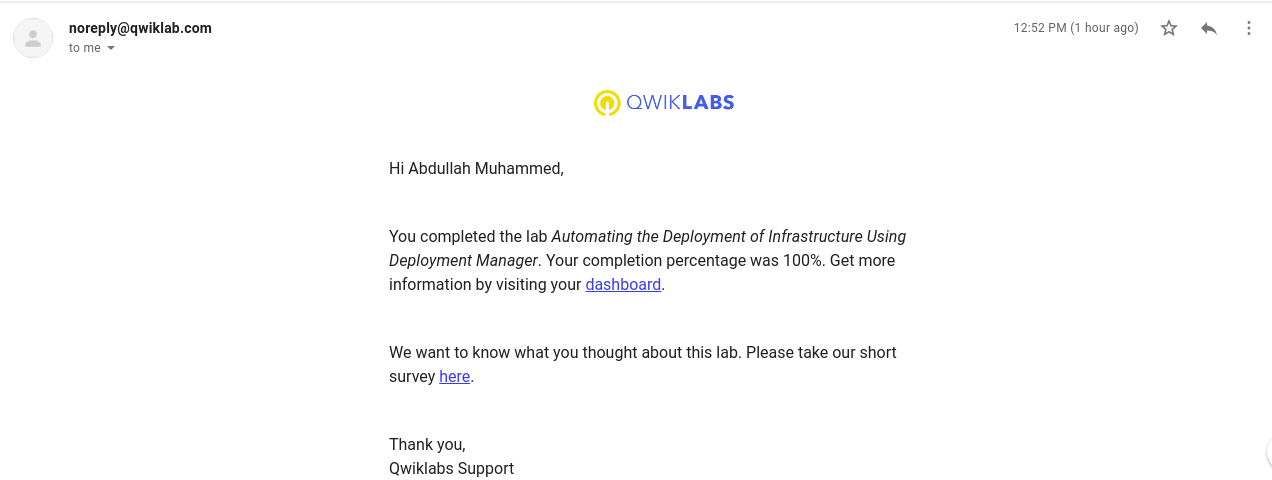 noreply@qwiklab.com
12:52 PM (1 hour ago)
to me
QWIKLABS
Hi Abdullah Muhammed,
You completed the lab Automating the Deployment of Infrastructure Using
Deployment Manager. Your completion percentage was 100%. Get more
information by visiting your dashboard.
We want to know what you thought about this lab. Please take our short
survey here.
Thank you,
Qwiklabs Support